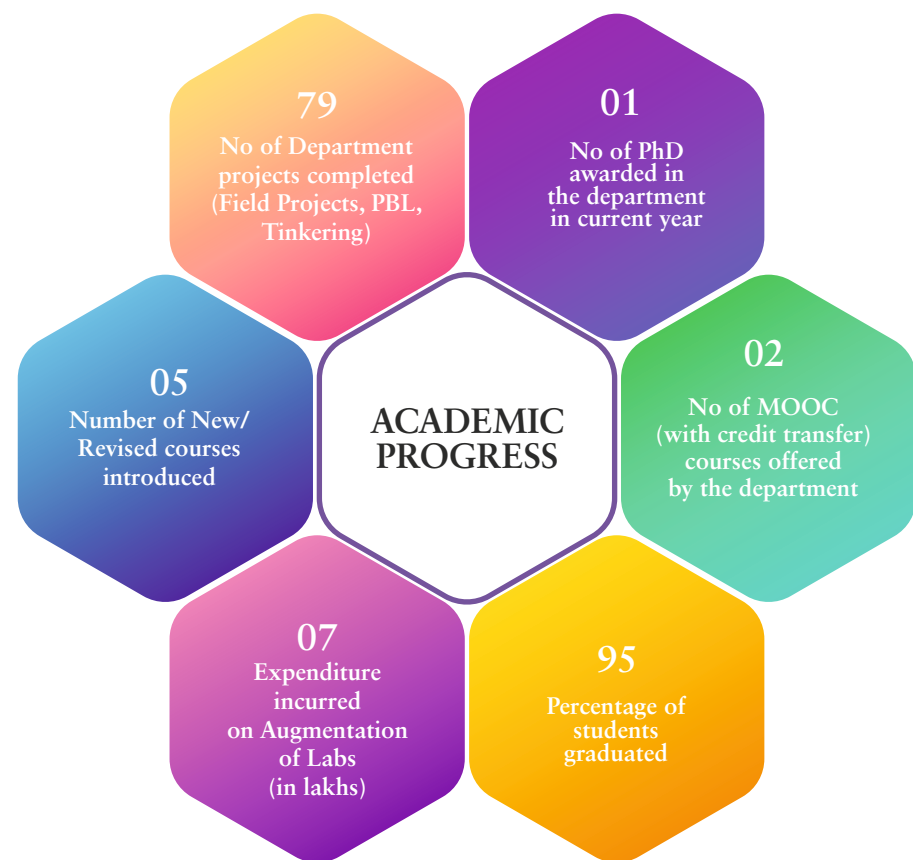 79
No of Department
projects completed
(Field Projects, PBL,
Tinkering)
01
No of PhD
awarded in
the department
in current year
05
Number of New/
Revised courses
introduced
ACADEMIC
PROGRESS
02
No of MOOC
(with credit transfer)
courses offered
by the department
07
Expenditure
incurred
on Augmentation
of Labs
(in lakhs)
95
Percentage of
students
graduated